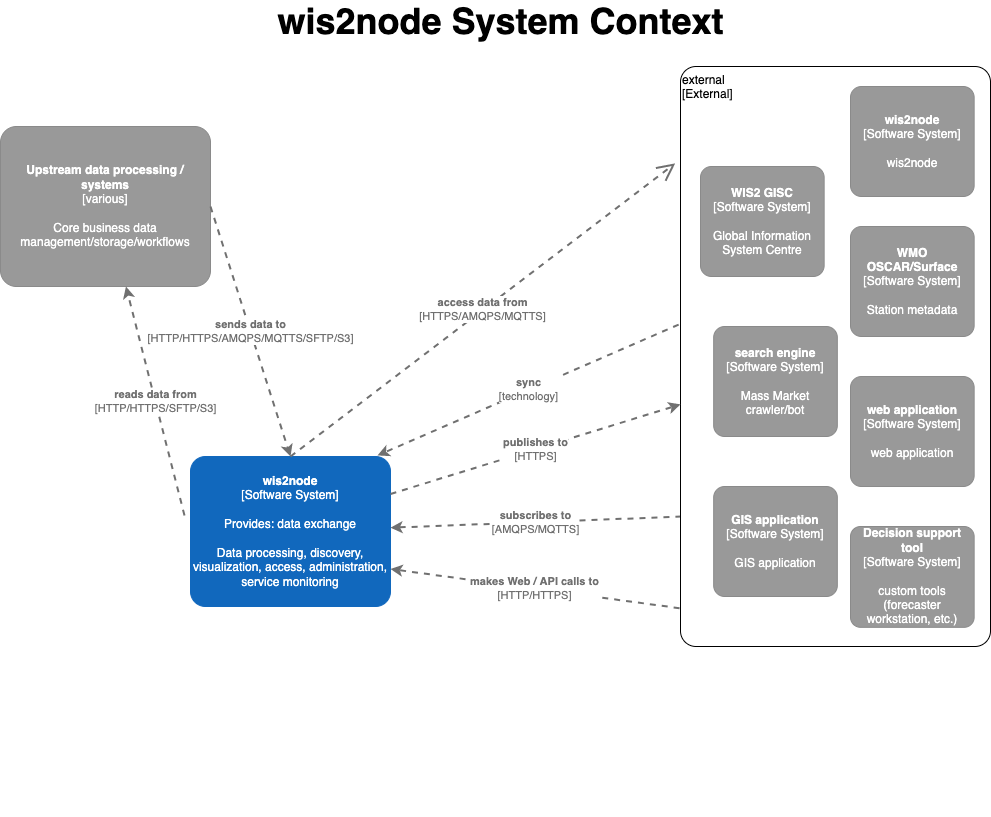 wis2node System Context
external
[External]
wis2node
[Software System]
wis2node
Upstream data processing /
systems
[various]
Core business data
management/storage/workflows
WIS2 GISC
[Software System]
Global Information
System Centre
WMO
OSCAR/Surface
[Software System]
Station metadata
access data from
[HTTPS/AMQPS/MQTTS]
sends data to
[HTTP/HTTPS/AMQPS/MQTTS/SFTP/S3]
search engine
[Software System]
Mass Market
crawler/bot
sync
[technology]
reads data from
[HTTP/HTTPS/SFTP/S3]
web application
[Software System]
web application
publishes to
[HTTPS]
wis2node
[Software System]
Provides: data exchange
Data processing, discovery,
visualization, access, administration,
service monitoring
subscribes to
[AMQPS/MQTTS]
GIS application
[Software System]
GIS application
Decision support
tool
[Software System]
custom tools
(forecaster
workstation, etc.)
makes Web / API calls to
[HTTP/HTTPS]